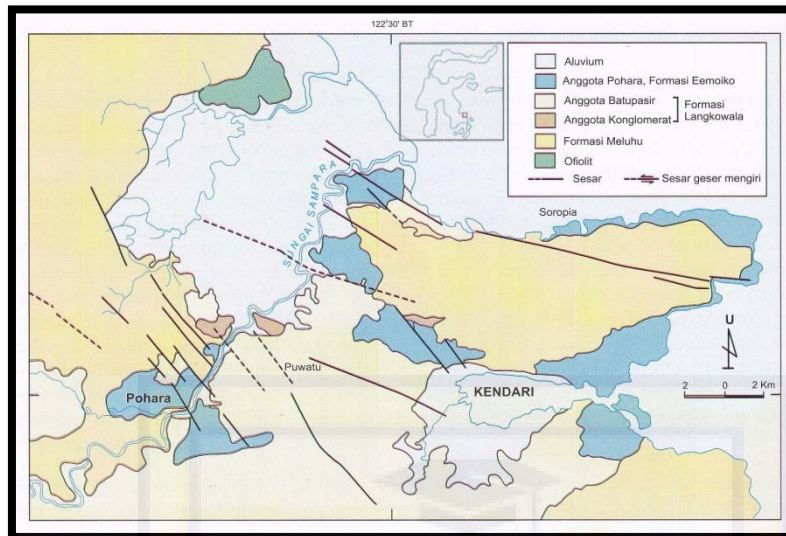 122°30' BT
Aluvium
Anggota Pohara, Formasi Eemoiko
Anggota Batupasir
Anggota Konglomerat
Formasi Langkowala
Formasi Meluhu
Ofiolit
Sesar
Sesar geser mengiri
SUNGAI SAMPARA
Soropia
Puwatu
Pohara
KENDARI
U
2 0 2 Km